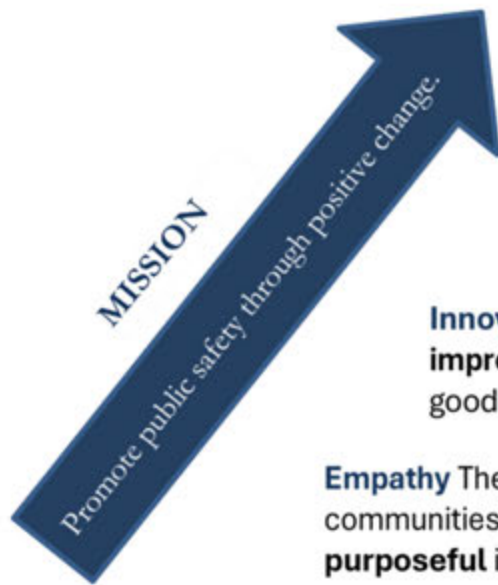 MISSION
Promote public safety through positive change.
Innov
impro
good
Empathy The
communities
purposeful i